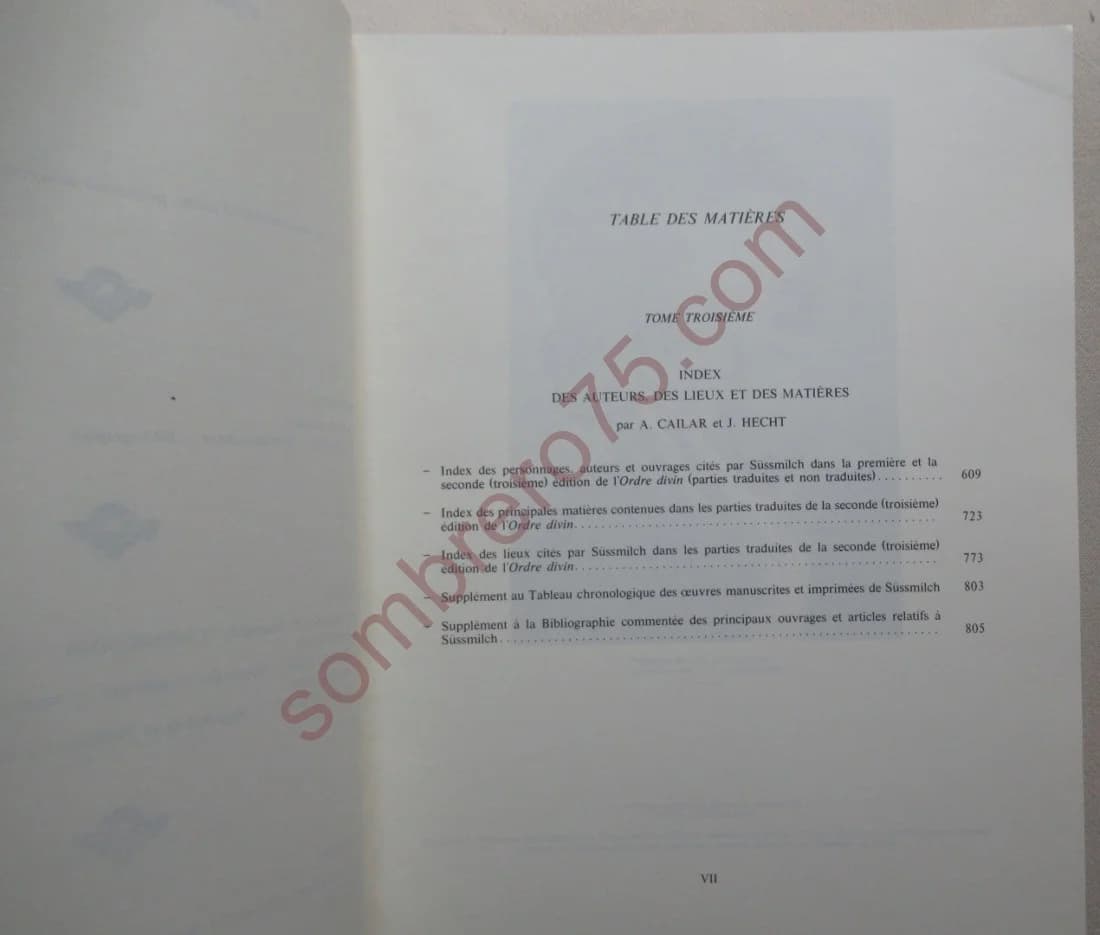 TABLE DES MATIÈRES
TOME TROISIÈME
INDEX
DES AUTEURS, DES LIEUX ET DES MATIÈRES
par A. CAILAR et J. HECHT
– Index des personnages, auteurs et ouvrages cités par Süssmilch dans la première et la
seconde (troisième) édition de l'Ordre divin (parties traduites et non traduites). . . . . . . . . . 609
– Index des principales matières contenues dans les parties traduites de la seconde (troisième)
édition de l'Ordre divin. . . . . . . . . . . . . . . . . . . . . . . . . . . . . . . . . . . . . . . . . . . . . . . . . . . 723
– Index des lieux cités par Süssmilch dans les parties traduites de la seconde (troisième)
édition de l'Ordre divin. . . . . . . . . . . . . . . . . . . . . . . . . . . . . . . . . . . . . . . . . . . . . . . . . . . 773
– Supplément au Tableau chronologique des œuvres manuscrites et imprimées de Süssmilch 803
– Supplément à la Bibliographie commentée des principaux ouvrages et articles relatifs à
Süssmilch. . . . . . . . . . . . . . . . . . . . . . . . . . . . . . . . . . . . . . . . . . . . . . . . . . . . . . . . . . . . . . 805
VII
sombrero75.com